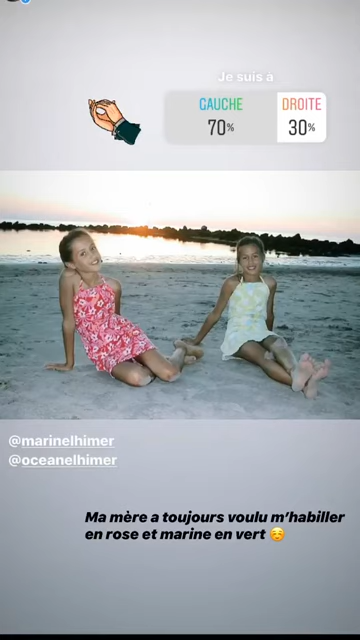 Je suis à
GAUCHE
DROITE
70%
30%
@marinelhimer
@oceanelhimer
Ma mère a toujours voulu m'habiller
en rose et marine en vert ☺️